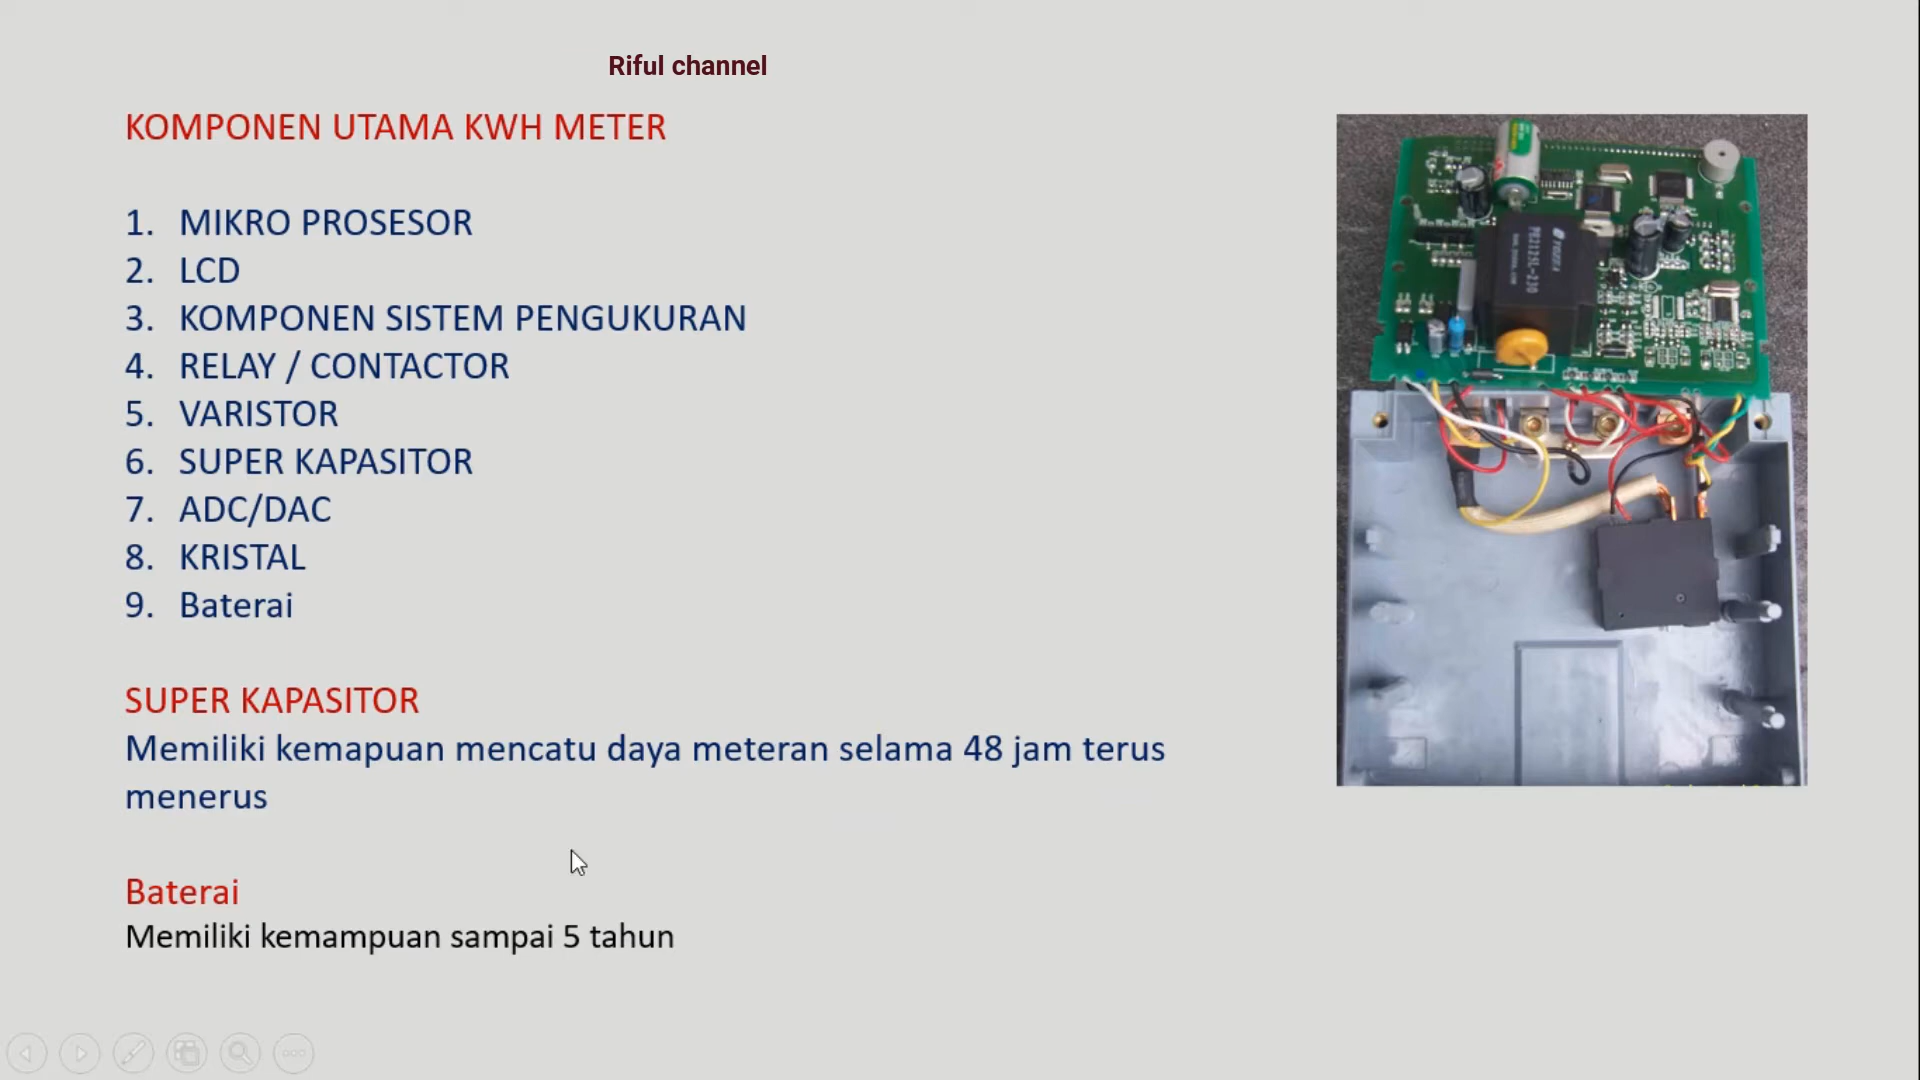 Riful channel
KOMPONEN UTAMA KWH METER
1. MIKRO PROSESOR
2. LCD
3. KOMPONEN SISTEM PENGUKURAN
4. RELAY / CONTACTOR
5. VARISTOR
6. SUPER KAPASITOR
7. ADC/DAC
8. KRISTAL
9. Baterai
SUPER KAPASITOR
Memiliki kemapuan mencatu daya meteran selama 48 jam terus
menerus
Baterai
Memiliki kemampuan sampai 5 tahun